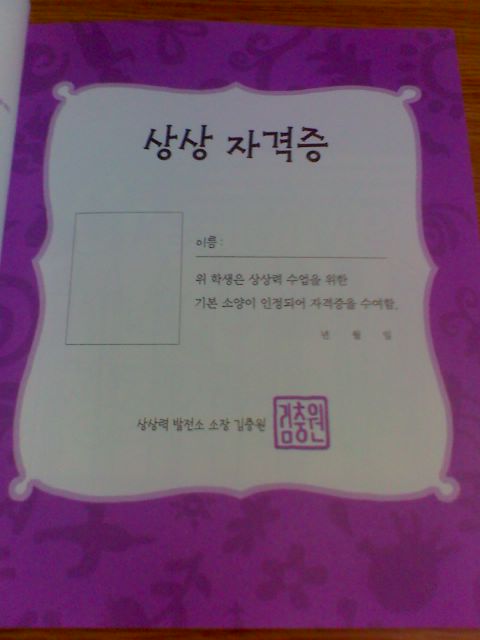 상상 자격증
이름:
위 학생은 상상력 수업을 위한
기본 소양이 인정되어 자격증을 수여함.
년 월 일
상상력 발전소 소장 김충원
김충원